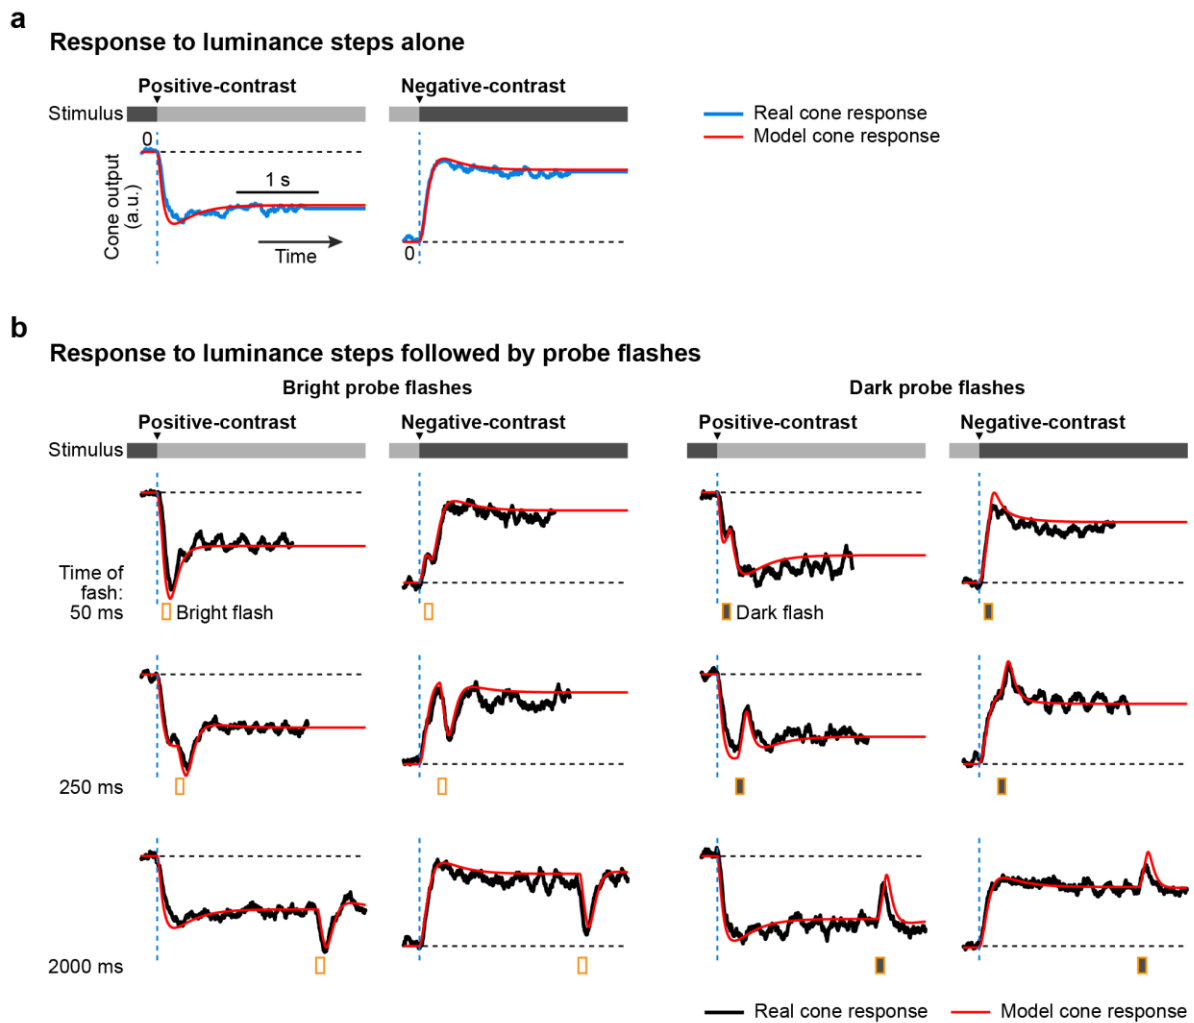 a
Response to luminance steps alone
Positive-contrast
Negative-contrast
Stimulus
Real cone response
Model cone response
0
Cone output
(a.u.)
1 s
Time
0
b
Response to luminance steps followed by probe flashes
Bright probe flashes
Dark probe flashes
Positive-contrast
Negative-contrast
Positive-contrast
Negative-contrast
Stimulus
Time of
fash:
50 ms
Bright flash
Dark flash
250 ms
2000 ms
Real cone response
Model cone response